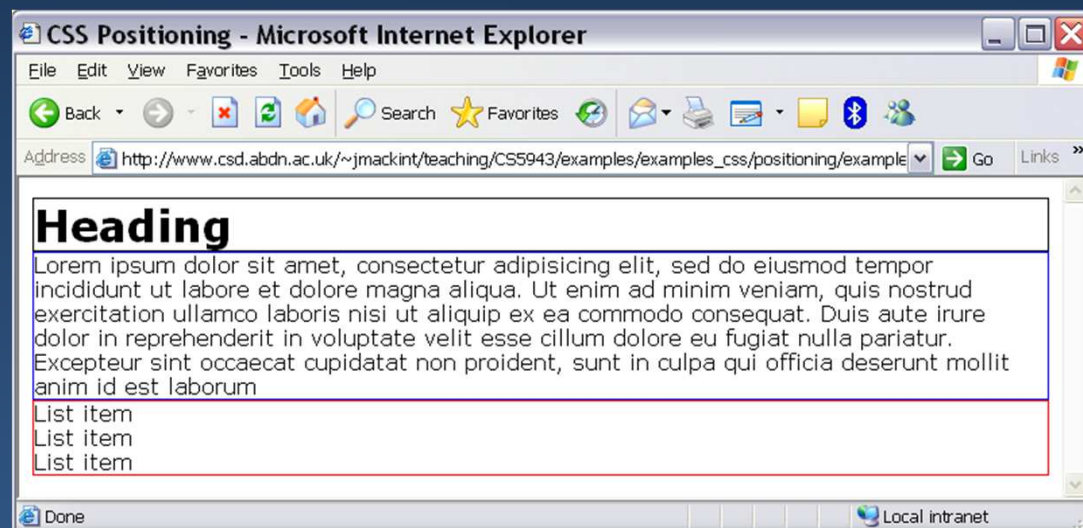 CSS Positioning - Microsoft Internet Explorer
File Edit View Favorites Tools Help
Back Search Favorites
Address http://www.csd.abdn.ac.uk/~jmackint/teaching/CS5943/examples/examples_css/positioning/example Go Links »
Heading
Lorem ipsum dolor sit amet, consectetur adipisicing elit, sed do eiusmod tempor
incididunt ut labore et dolore magna aliqua. Ut enim ad minim veniam, quis nostrud
exercitation ullamco laboris nisi ut aliquip ex ea commodo consequat. Duis aute irure
dolor in reprehenderit in voluptate velit esse cillum dolore eu fugiat nulla pariatur.
Excepteur sint occaecat cupidatat non proident, sunt in culpa qui officia deserunt mollit
anim id est laborum
List item
List item
List item
Done Local intranet